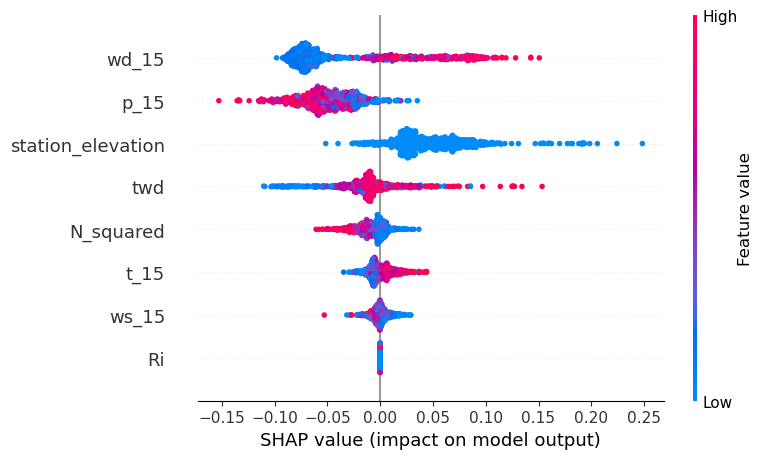 High
wd_15
p_15
station_elevation
twd
N_squared
t_15
ws_15
Ri
Feature value
Low
−0.15 −0.10 −0.05 0.00 0.05 0.10 0.15 0.20 0.25
SHAP value (impact on model output)